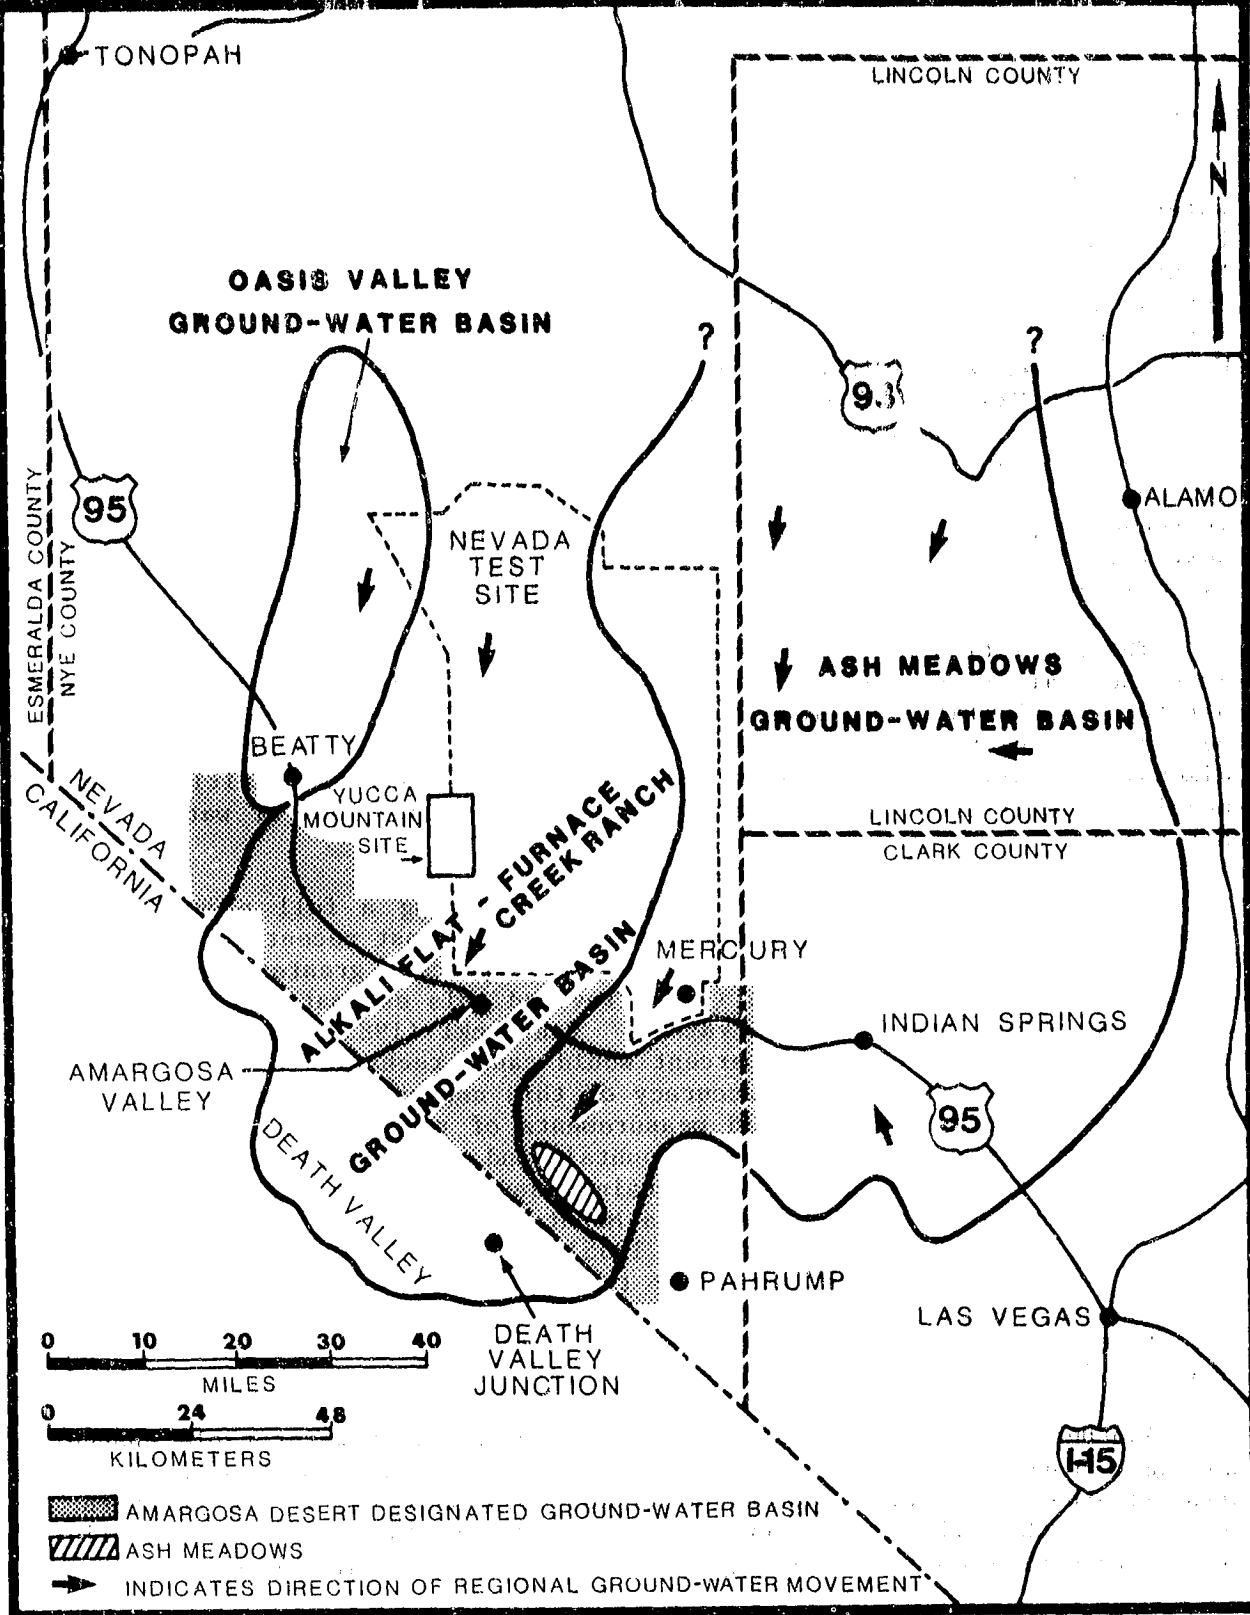 TONOPAH
LINCOLN COUNTY
N
OASIS VALLEY
GROUND-WATER BASIN
?
?
93
95
ALAMO
NEVADA
TEST
SITE
ESMERALDA COUNTY
NYE COUNTY
ASH MEADOWS
GROUND-WATER BASIN
BEATTY
NEVADA
CALIFORNIA
YUCCA
MOUNTAIN
SITE
LINCOLN COUNTY
CLARK COUNTY
ALKALI FLAT - FURNACE
CREEK RANCH
GROUND-WATER BASIN
MERCURY
INDIAN SPRINGS
AMARGOSA
VALLEY
95
DEATH VALLEY
PAHRUMP
LAS VEGAS
DEATH
VALLEY
JUNCTION
0 10 20 30 40
MILES
0 24 48
KILOMETERS
I-15
AMARGOSA DESERT DESIGNATED GROUND-WATER BASIN
ASH MEADOWS
INDICATES DIRECTION OF REGIONAL GROUND-WATER MOVEMENT